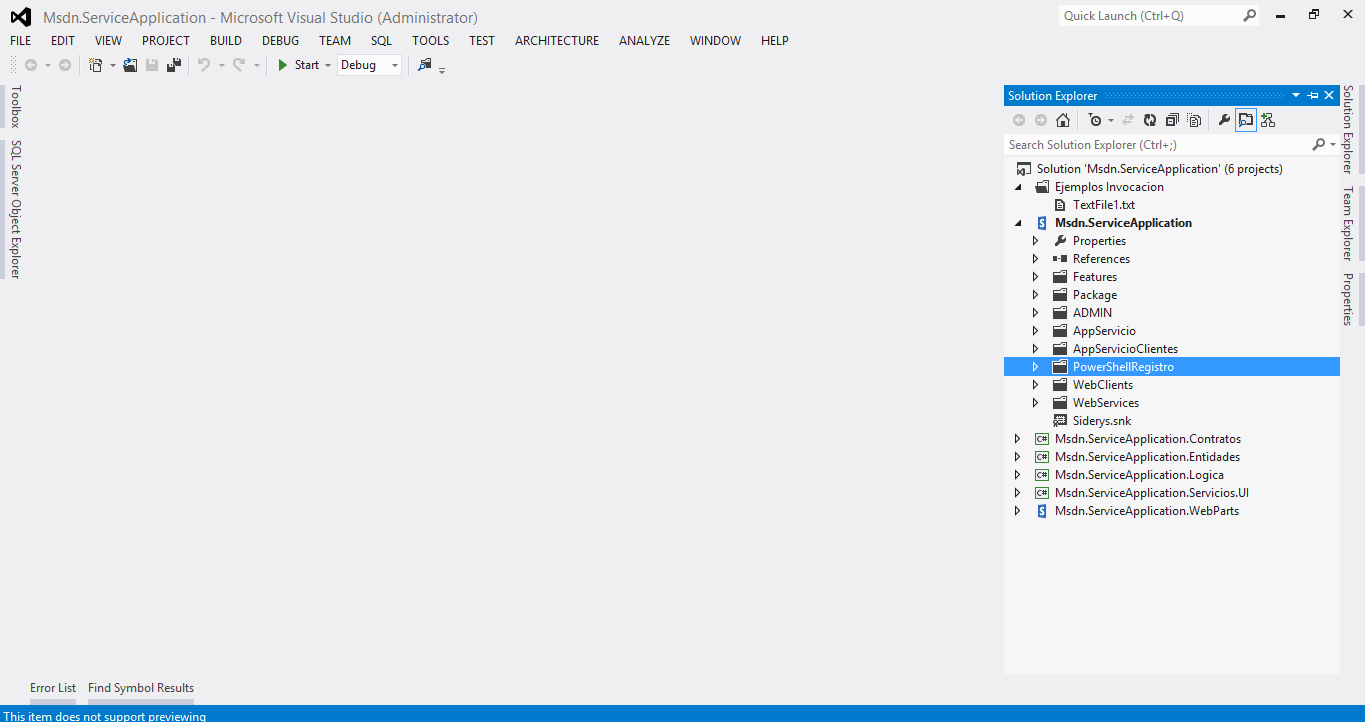 Msdn.ServiceApplication - Microsoft Visual Studio (Administrator)
Quick Launch (Ctrl+Q)
FILE EDIT VIEW PROJECT BUILD DEBUG TEAM SQL TOOLS TEST ARCHITECTURE ANALYZE WINDOW HELP
Start Debug
Toolbox
SQL Server Object Explorer
Solution Explorer
Search Solution Explorer (Ctrl+;)
Solution 'Msdn.ServiceApplication' (6 projects)
Ejemplos Invocacion
TextFile1.txt
Msdn.ServiceApplication
Properties
References
Features
Package
ADMIN
AppServicio
AppServicioClientes
PowerShellRegistro
WebClients
WebServices
Siderys.snk
C# Msdn.ServiceApplication.Contratos
C# Msdn.ServiceApplication.Entidades
C# Msdn.ServiceApplication.Logica
C# Msdn.ServiceApplication.Servicios.UI
Msdn.ServiceApplication.WebParts
Solution Explorer
Team Explorer
Properties
Error List Find Symbol Results
This item does not support previewing